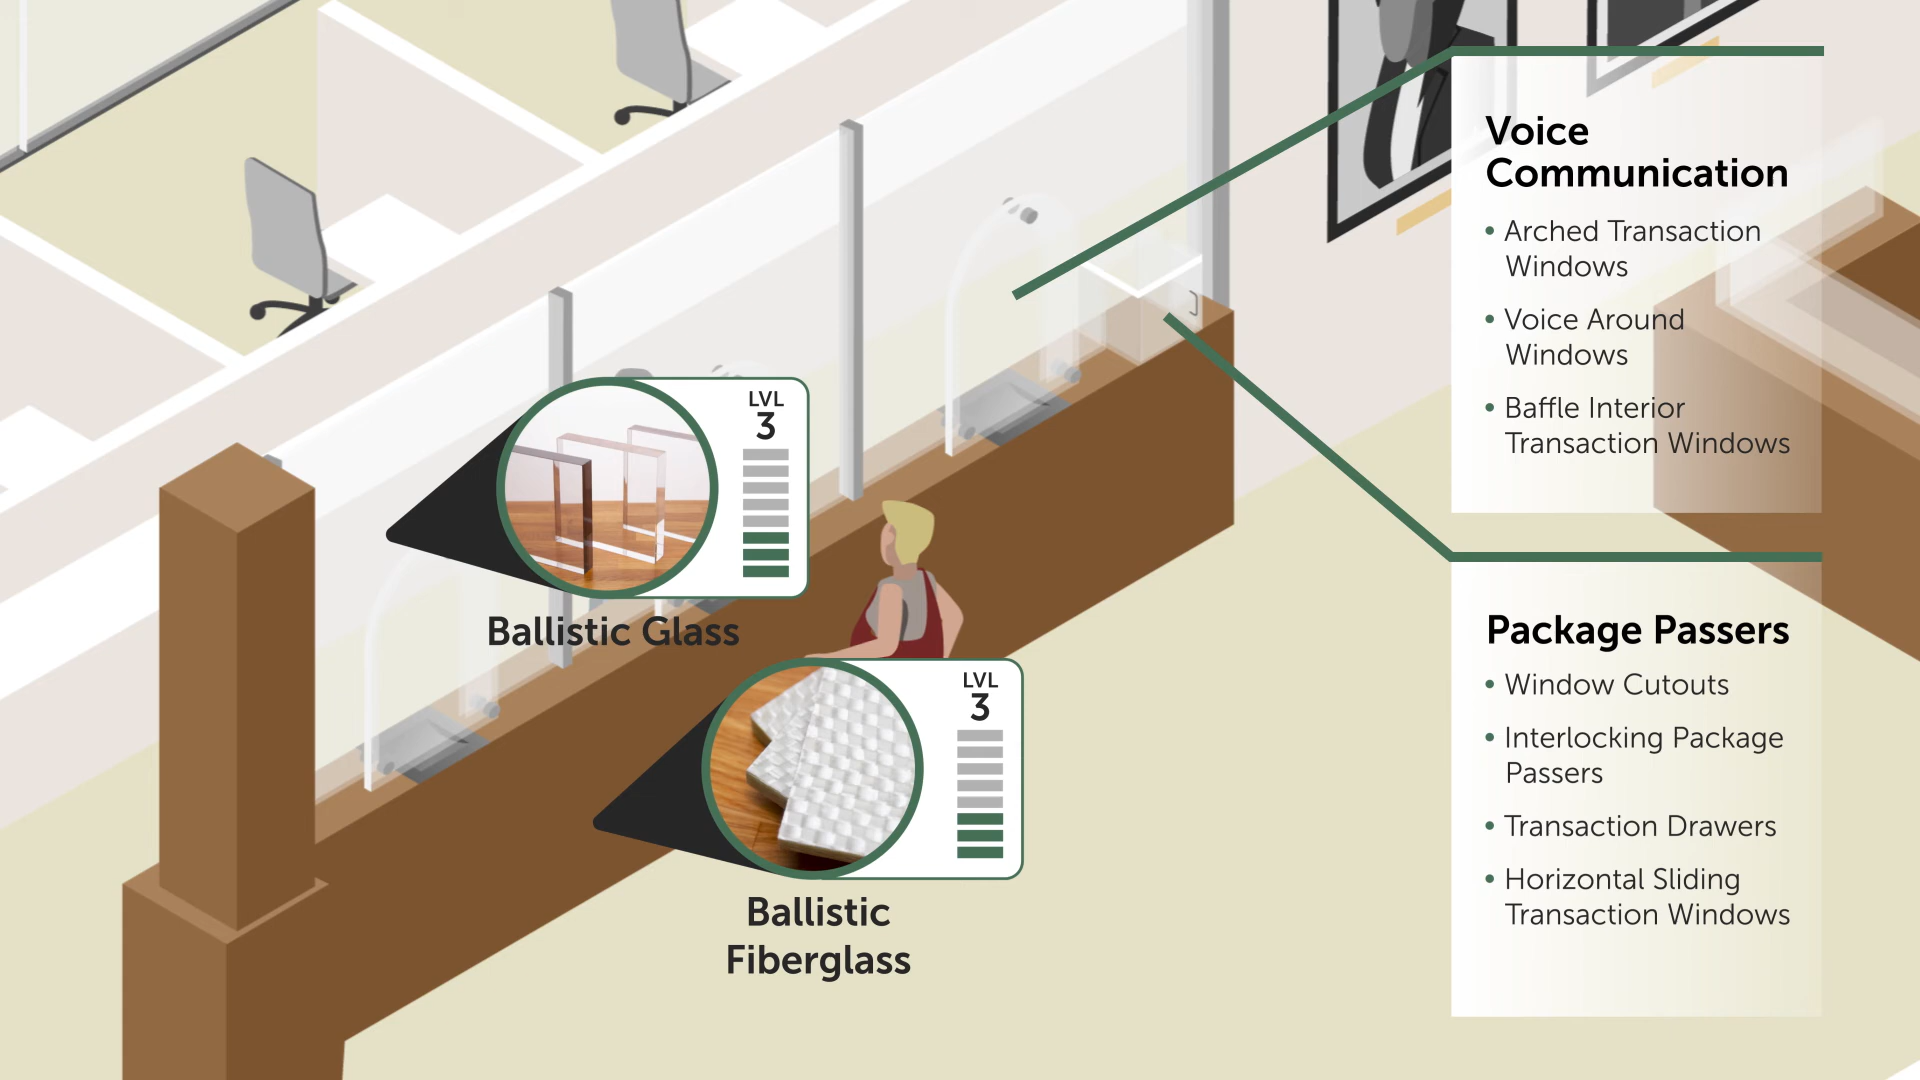 Voice
Communication
• Arched Transaction
Windows
• Voice Around
Windows
• Baffle Interior
Transaction Windows
LVL
3
Ballistic Glass
LVL
3
Ballistic
Fiberglass
Package Passers
• Window Cutouts
• Interlocking Package
Passers
• Transaction Drawers
• Horizontal Sliding
Transaction Windows